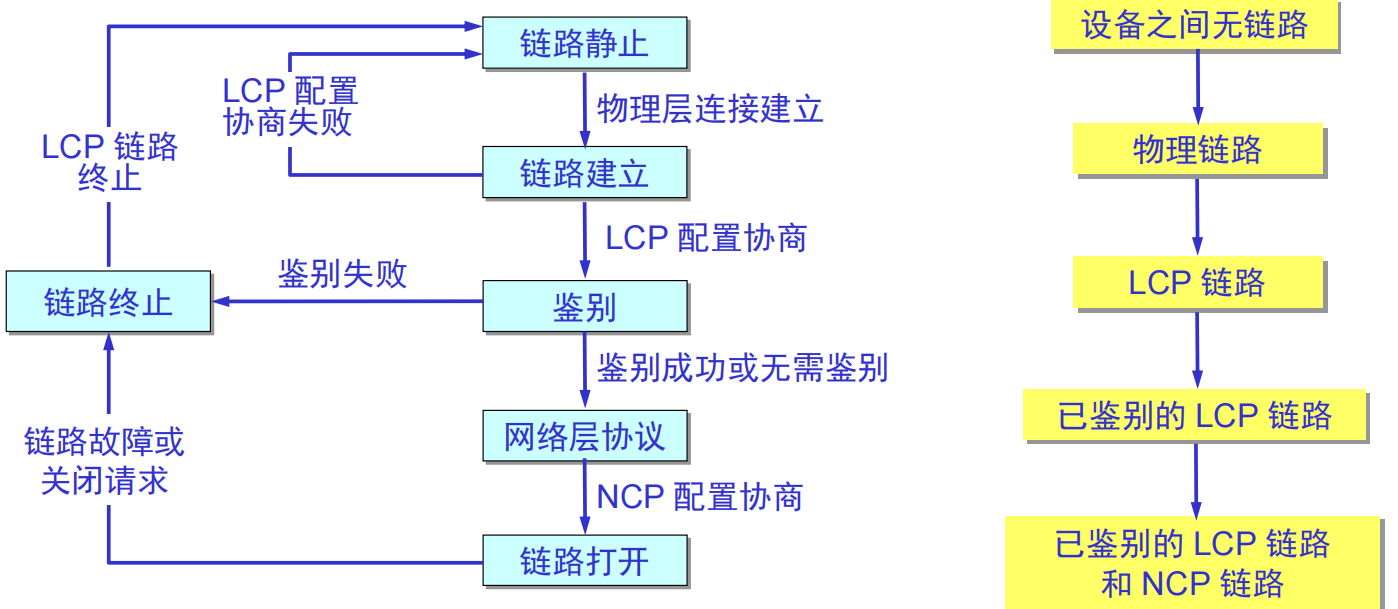 链路静止
设备之间无链路
LCP 配置
协商失败
物理层连接建立
LCP 链路
终止
链路建立
物理链路
LCP 配置协商
鉴别失败
链路终止
鉴别
LCP 链路
鉴别成功或无需鉴别
已鉴别的 LCP 链路
网络层协议
链路故障或
关闭请求
NCP 配置协商
链路打开
已鉴别的 LCP 链路
和 NCP 链路